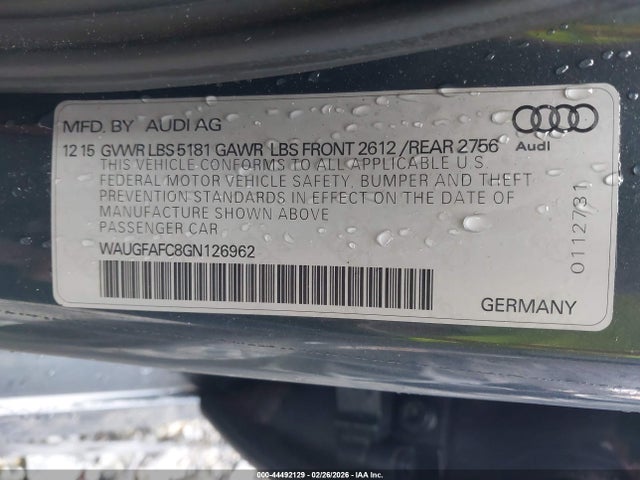 MFD. BY AUDI AG
Audi
12 15 GVWR LBS 5181 GAWR LBS FRONT 2612 /REAR 2756
THIS VEHICLE CONFORMS TO ALL APPLICABLE U.S
FEDERAL MOTOR VEHICLE SAFETY, BUMPER AND THEFT
PREVENTION STANDARDS IN EFFECT ON THE DATE OF
MANUFACTURE SHOWN ABOVE
PASSENGER CAR
WAUGFAFC8GN126962
0112731
GERMANY
000-44492129 - 02/26/2026 - IAA Inc.